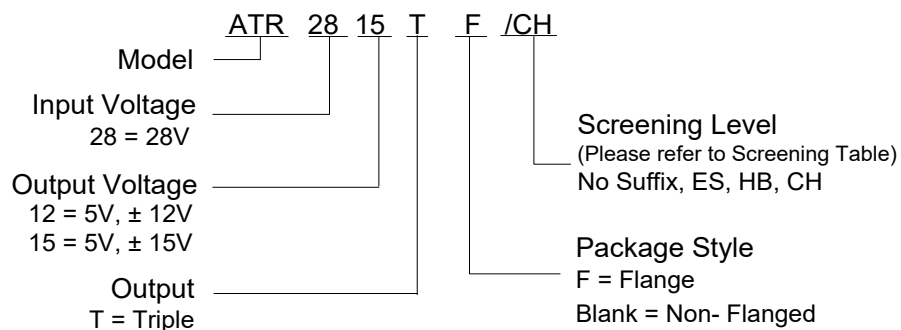 ATR 28 15 T F /CH
Model
Input Voltage
28 = 28V
Output Voltage
12 = 5V, ± 12V
15 = 5V, ± 15V
Output
T = Triple
Screening Level
(Please refer to Screening Table)
No Suffix, ES, HB, CH
Package Style
F = Flange
Blank = Non- Flanged